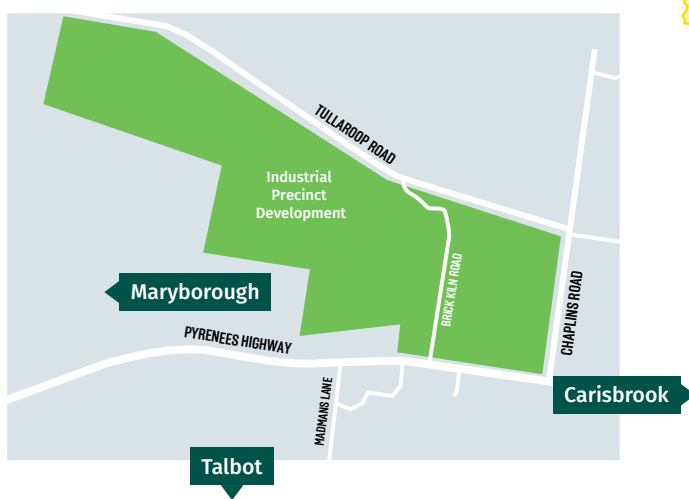 TULLAROOP ROAD
Industrial
Precinct
Development
BRICK KILN ROAD
CHAPLINS ROAD
Maryborough
PYRENEES HIGHWAY
MADMANS LANE
Carisbrook
Talbot